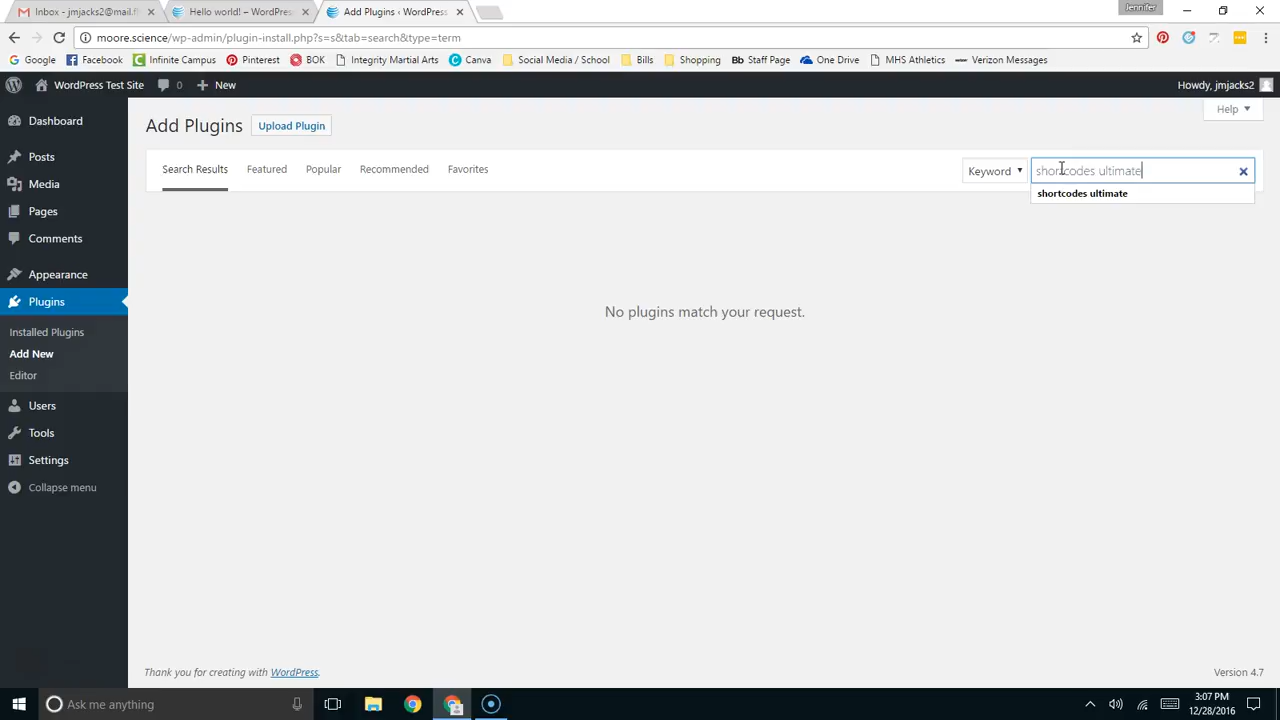 Inbox - jmjacks2@mail.fh
Hello world! – WordPres
Add Plugins ‹ WordPress
Jennifer
moore.science/wp-admin/plugin-install.php?s=s&tab=search&type=term
Google
Facebook
Infinite Campus
Pinterest
BOK
Integrity Martial Arts
Canva
Social Media / School
Bills
Shopping
Bb Staff Page
One Drive
MHS Athletics
Verizon Messages
WordPress Test Site
0
New
Howdy, jmjacks2
Dashboard
Posts
Media
Pages
Comments
Appearance
Plugins
Installed Plugins
Add New
Editor
Users
Tools
Settings
Collapse menu
Add Plugins
Upload Plugin
Help
Search Results
Featured
Popular
Recommended
Favorites
Keyword
shortcodes ultimate
shortcodes ultimate
No plugins match your request.
Thank you for creating with WordPress.
Version 4.7
Ask me anything
3:07 PM
12/28/2016